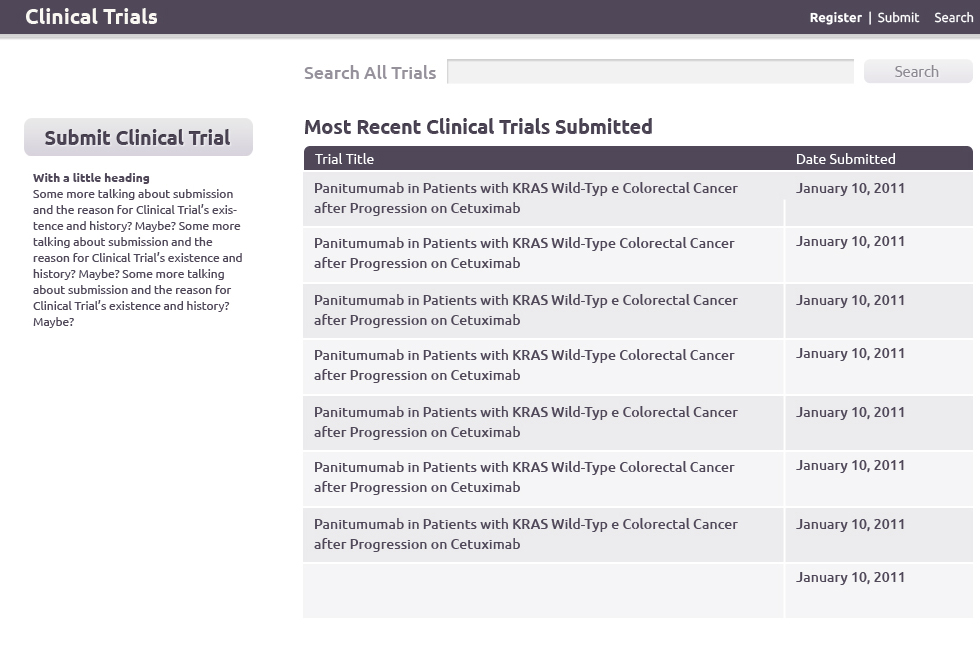 Clinical Trials
Register | Submit Search
Search All Trials
Search
Submit Clinical Trial
With a little heading
Some more talking about submission
and the reason for Clinical Trial’s exis-
tence and history? Maybe? Some more
talking about submission and the
reason for Clinical Trial’s existence and
history? Maybe? Some more talking
about submission and the reason for
Clinical Trial’s existence and history?
Maybe?
Most Recent Clinical Trials Submitted
Trial Title Date Submitted
Panitumumab in Patients with KRAS Wild-Typ e Colorectal Cancer January 10, 2011
after Progression on Cetuximab
Panitumumab in Patients with KRAS Wild-Type Colorectal Cancer January 10, 2011
after Progression on Cetuximab
Panitumumab in Patients with KRAS Wild-Typ e Colorectal Cancer January 10, 2011
after Progression on Cetuximab
Panitumumab in Patients with KRAS Wild-Type Colorectal Cancer January 10, 2011
after Progression on Cetuximab
Panitumumab in Patients with KRAS Wild-Typ e Colorectal Cancer January 10, 2011
after Progression on Cetuximab
Panitumumab in Patients with KRAS Wild-Type Colorectal Cancer January 10, 2011
after Progression on Cetuximab
Panitumumab in Patients with KRAS Wild-Typ e Colorectal Cancer January 10, 2011
after Progression on Cetuximab
January 10, 2011